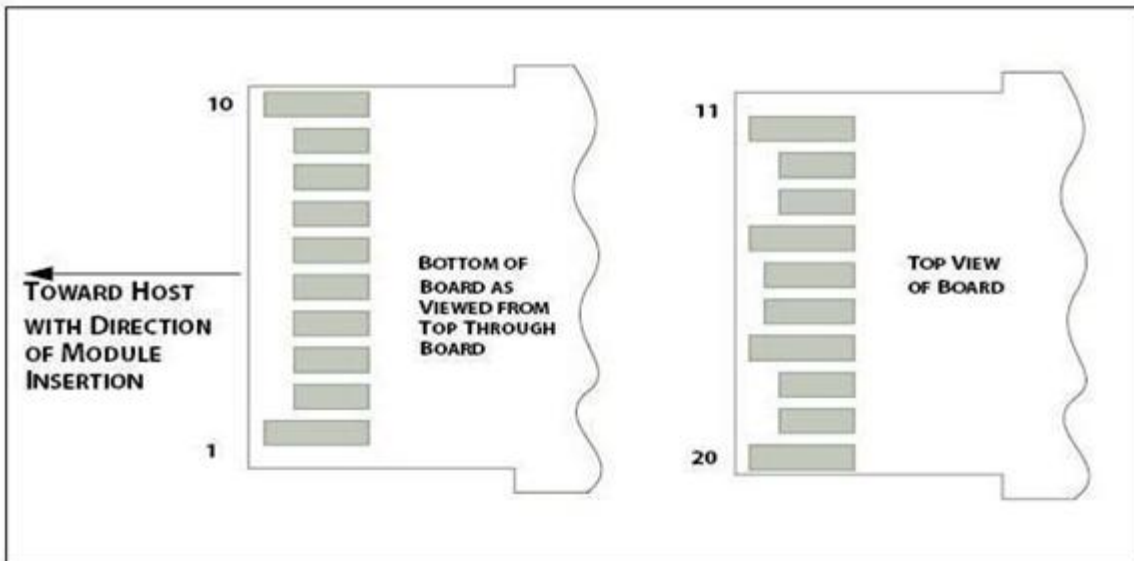 10
1
TOWARD HOST
WITH DIRECTION
OF MODULE
INSERTION
BOTTOM OF
BOARD AS
VIEWED FROM
TOP THROUGH
BOARD
11
20
TOP VIEW
OF BOARD